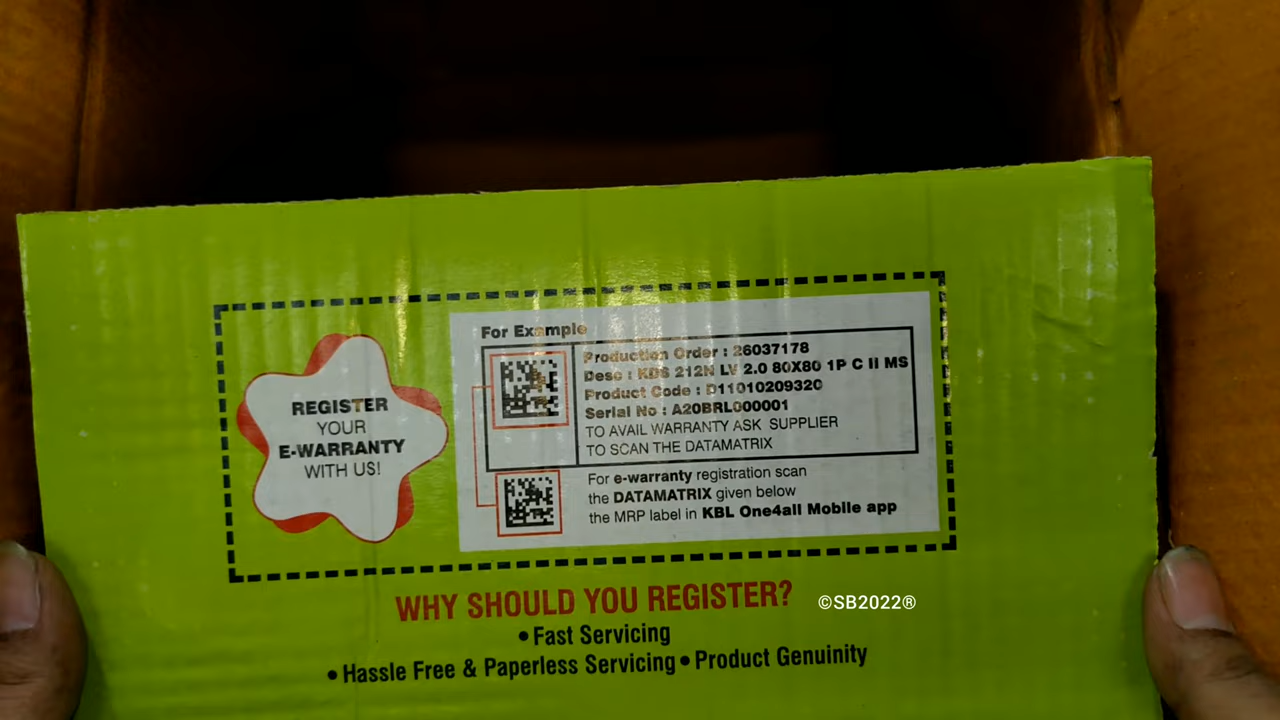 REGISTER
YOUR
E-WARRANTY
WITH US!
For Example
Production Order : 26037178
Desc : KDS 212N LV 2.0 80X80 1P C II MS
Product Code : D11010209320
Serial No : A20BRL000001
TO AVAIL WARRANTY ASK SUPPLIER
TO SCAN THE DATAMATRIX
For e-warranty registration scan
the DATAMATRIX given below
the MRP label in KBL One4all Mobile app
WHY SHOULD YOU REGISTER?
©SB2022®
• Fast Servicing
• Hassle Free & Paperless Servicing • Product Genuinity